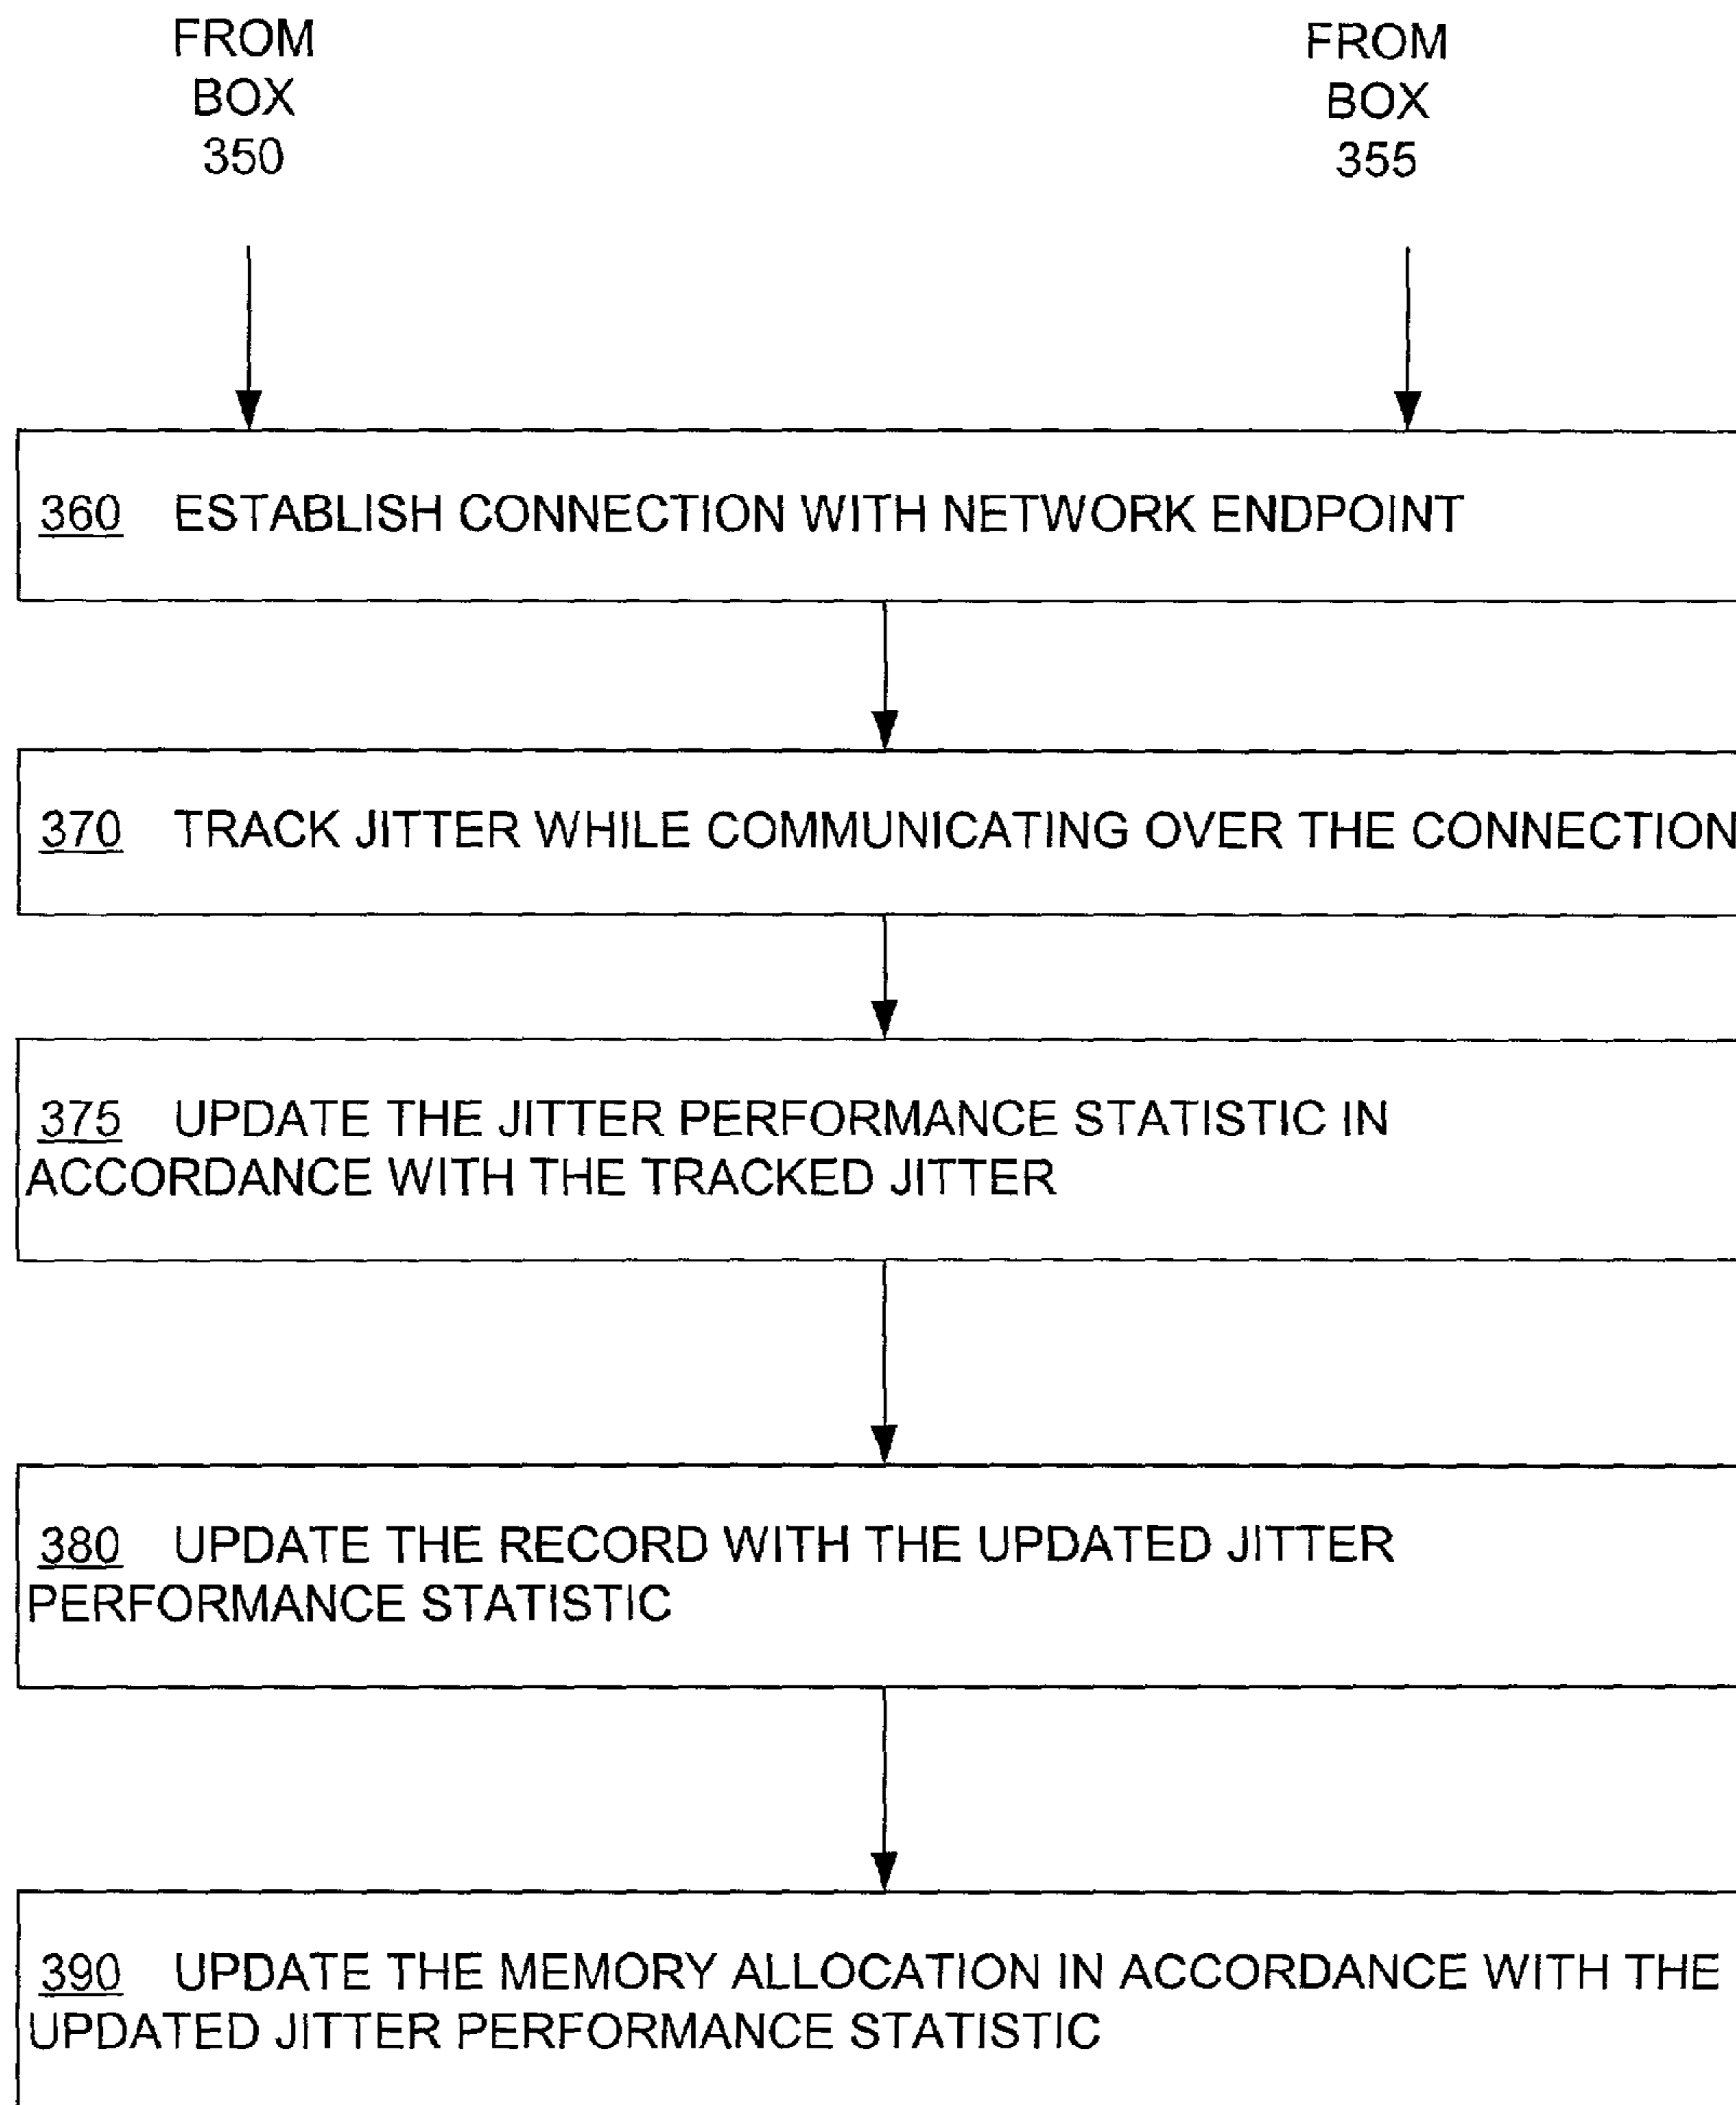 FROM
BOX
350
FROM
BOX
355
360 ESTABLISH CONNECTION WITH NETWORK ENDPOINT
370 TRACK JITTER WHILE COMMUNICATING OVER THE CONNECTION
375 UPDATE THE JITTER PERFORMANCE STATISTIC IN
ACCORDANCE WITH THE TRACKED JITTER
380 UPDATE THE RECORD WITH THE UPDATED JITTER
PERFORMANCE STATISTIC
390 UPDATE THE MEMORY ALLOCATION IN ACCORDANCE WITH THE
UPDATED JITTER PERFORMANCE STATISTIC